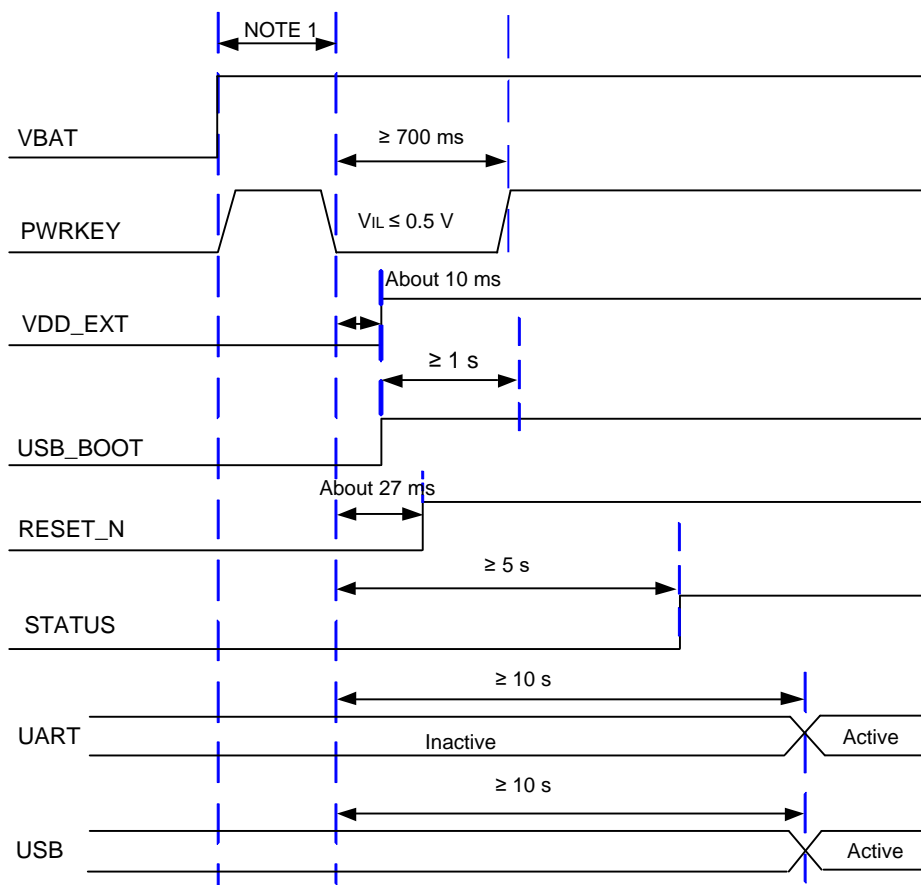 NOTE 1
VBAT
≥ 700 ms
PWRKEY
VIL ≤ 0.5 V
About 10 ms
VDD_EXT
≥ 1 s
USB_BOOT
About 27 ms
RESET_N
≥ 5 s
STATUS
≥ 10 s
UART
Inactive
Active
≥ 10 s
USB
Active